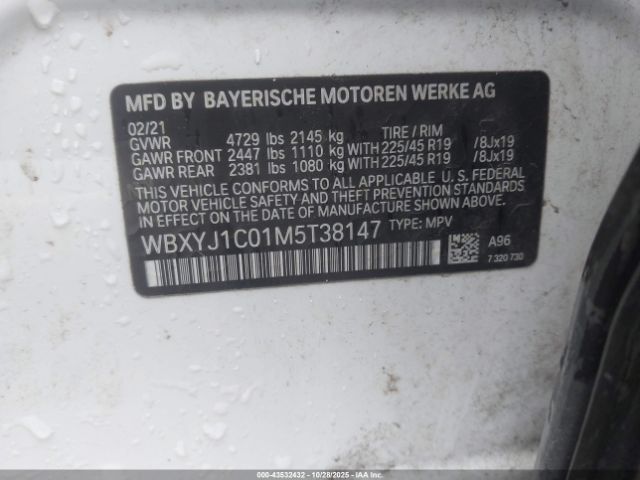 MFD BY BAYERISCHE MOTOREN WERKE AG
02/21 TIRE / RIM
GVWR 4729 lbs 2145 kg
GAWR FRONT 2447 lbs 1110 kg WITH 225/45 R19 /8Jx19
GAWR REAR 2381 lbs 1080 kg WITH 225/45 R19 /8Jx19
THIS VEHICLE CONFORMS TO ALL APPLICABLE U. S. FEDERAL
MOTOR VEHICLE SAFETY AND THEFT PREVENTION STANDARDS
IN EFFECT ON THE DATE OF MANUFACTURE SHOWN ABOVE.
WBXYJ1C01M5T38147 TYPE: MPV
A96
7 320 730
000-43532432 - 10/28/2025 - IAAI.COM